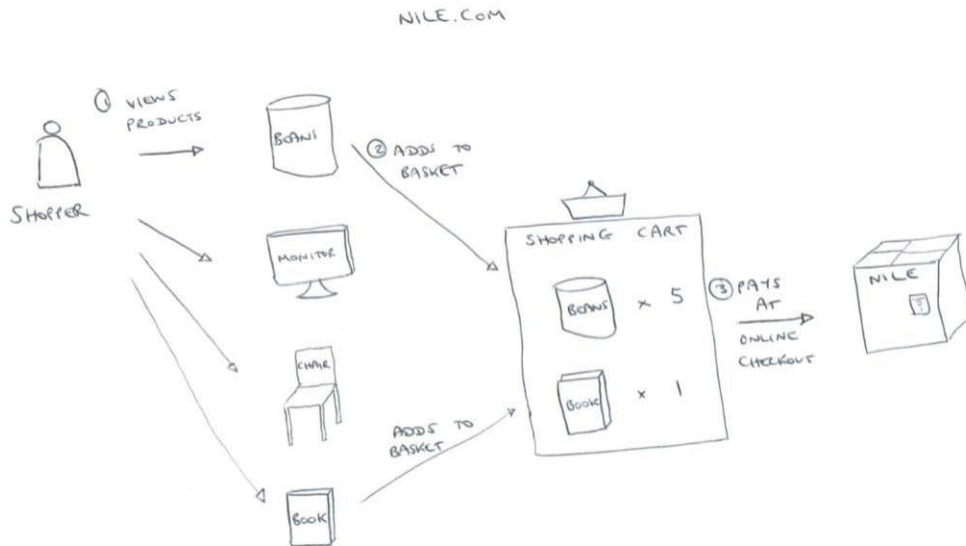 NILE.COM
① VIEWS
PRODUCTS
SHOPPER
BEANS
MONITOR
CHAIR
BOOK
② ADDS TO
BASKET
ADDS TO
BASKET
SHOPPING CART
BEANS × 5
BOOK × 1
③ PAYS
AT
ONLINE
CHECKOUT
NILE